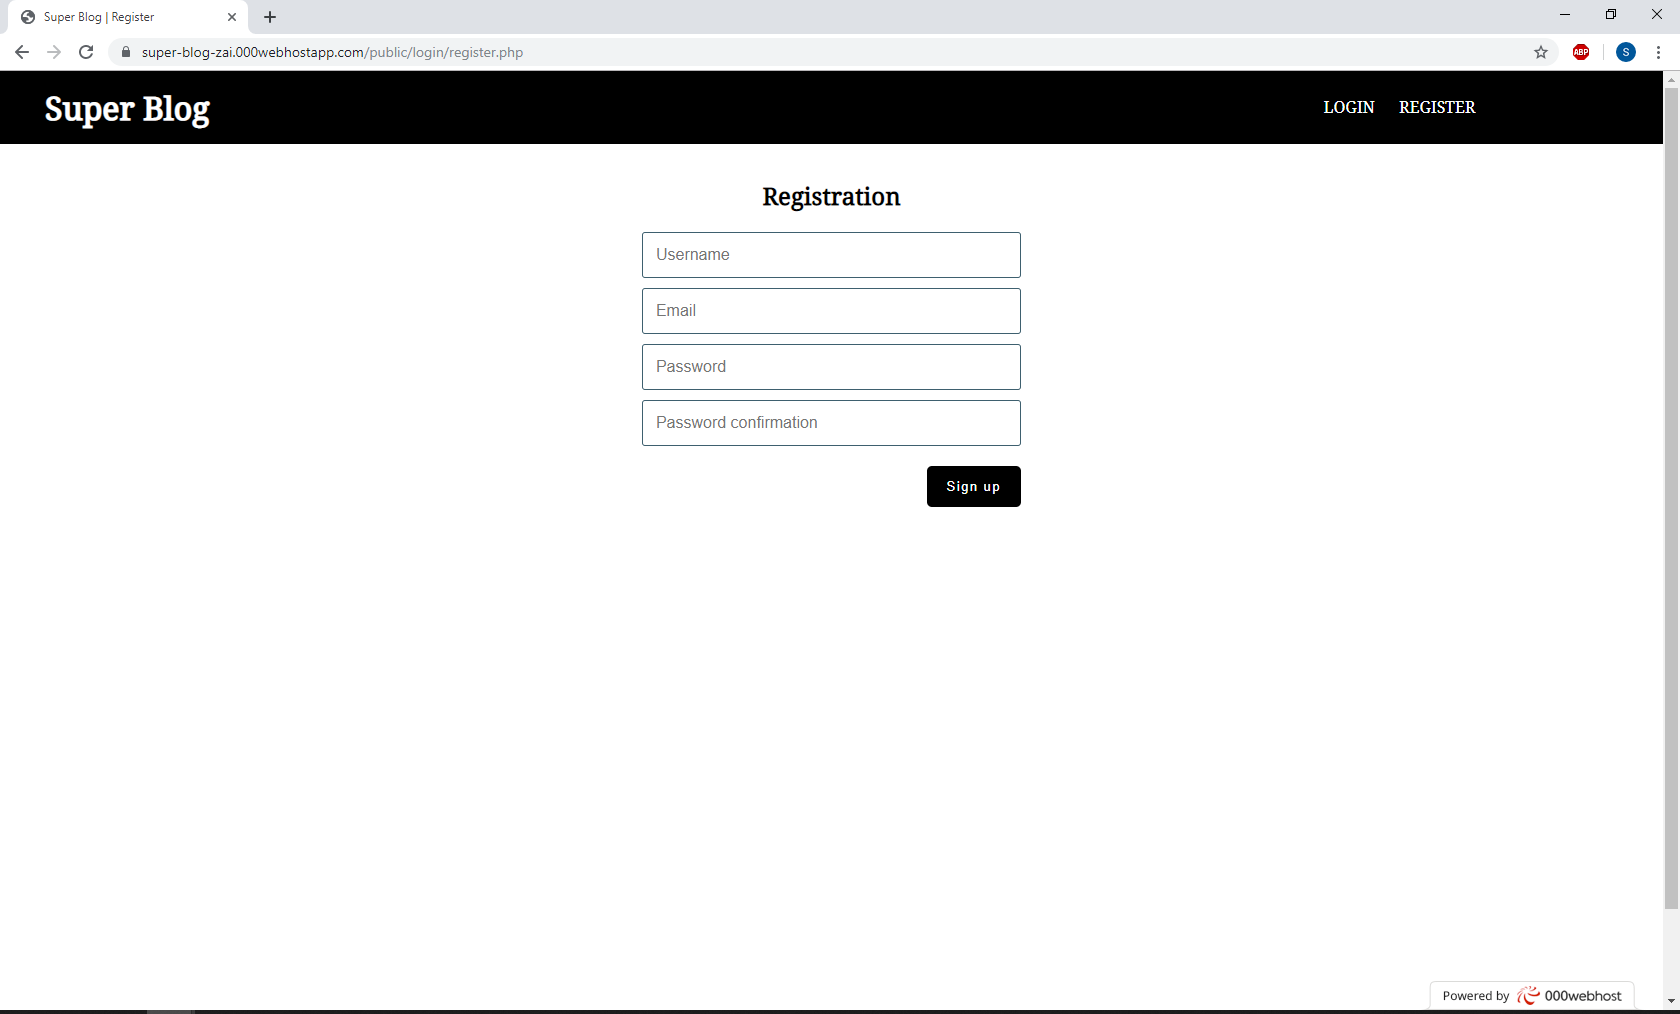 Super Blog | Register
super-blog-zai.000webhostapp.com/public/login/register.php
ABP
S
Super Blog
LOGIN
REGISTER
Registration
Username
Email
Password
Password confirmation
Sign up
Powered by 000webhost